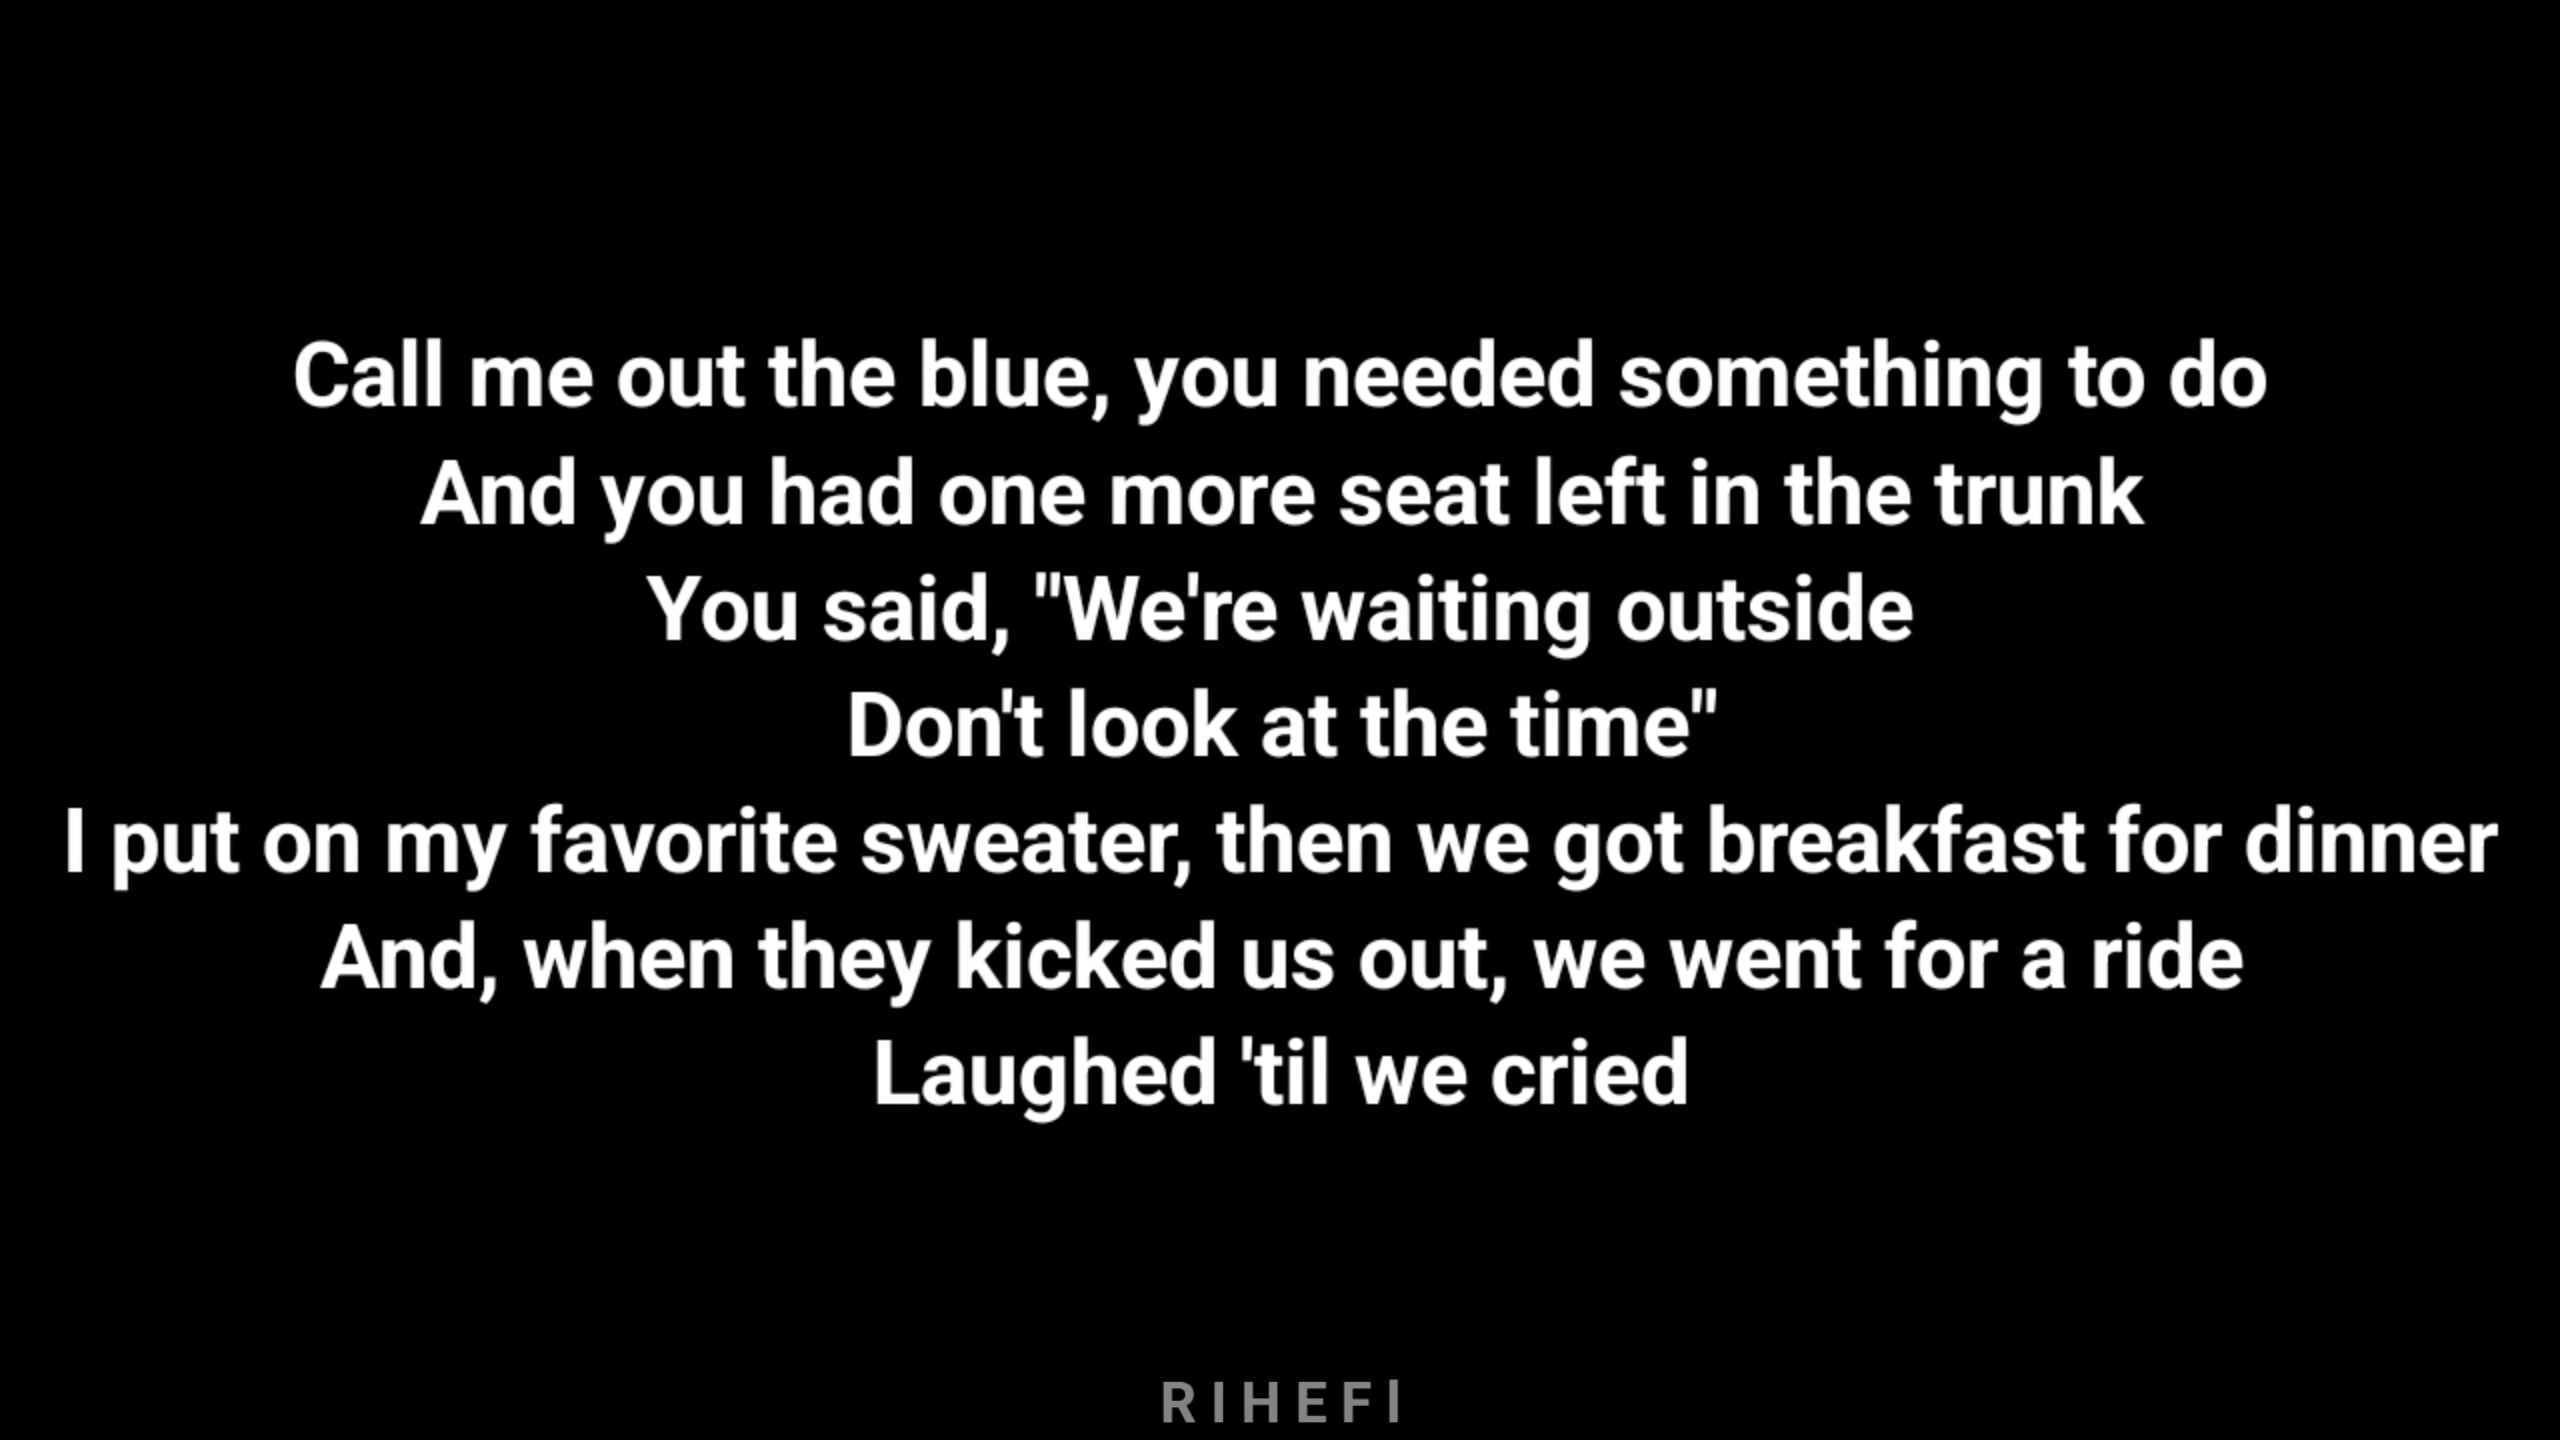 Call me out the blue, you needed something to do
And you had one more seat left in the trunk
You said, "We're waiting outside
Don't look at the time"
I put on my favorite sweater, then we got breakfast for dinner
And, when they kicked us out, we went for a ride
Laughed 'til we cried
RIHEFl